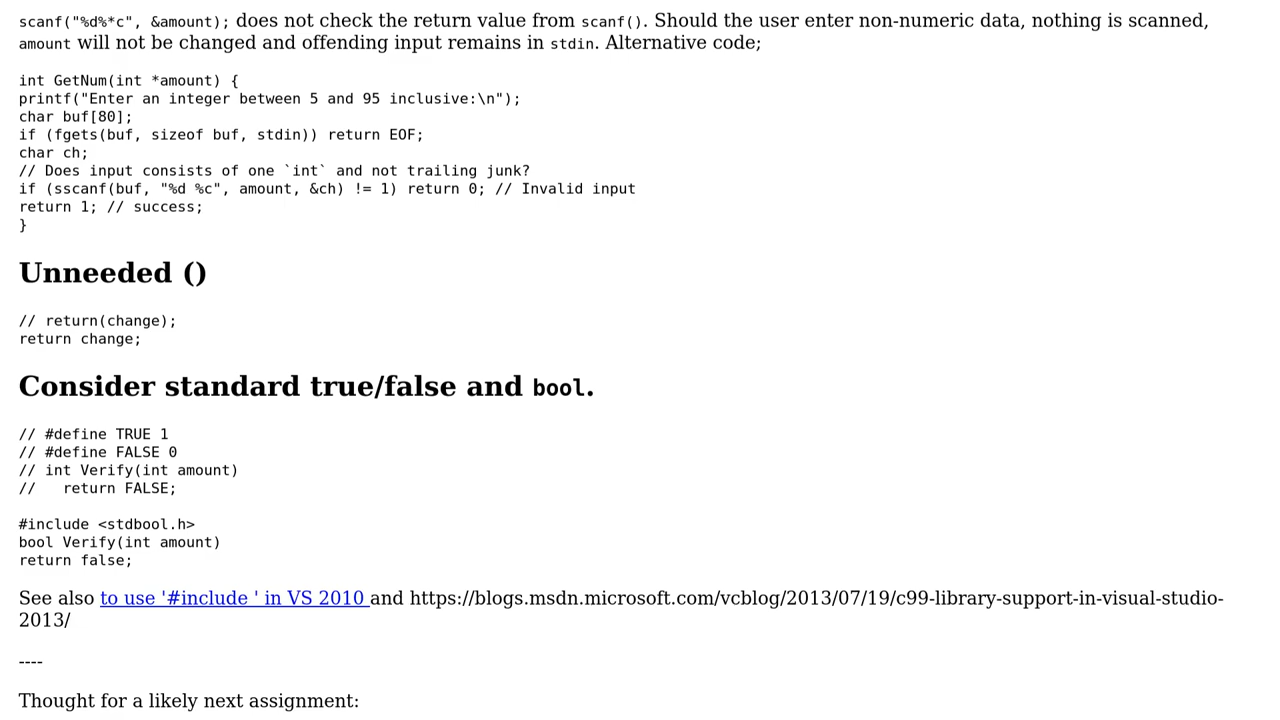 scanf("%d%*c", &amount); does not check the return value from scanf(). Should the user enter non-numeric data, nothing is scanned,
amount will not be changed and offending input remains in stdin. Alternative code;
int GetNum(int *amount) {
printf("Enter an integer between 5 and 95 inclusive:\n");
char buf[80];
if (fgets(buf, sizeof buf, stdin)) return EOF;
char ch;
// Does input consists of one `int` and not trailing junk?
if (sscanf(buf, "%d %c", amount, &ch) != 1) return 0; // Invalid input
return 1; // success;
}
Unneeded ()
// return(change);
return change;
Consider standard true/false and bool.
// #define TRUE 1
// #define FALSE 0
// int Verify(int amount)
//   return FALSE;
#include <stdbool.h>
bool Verify(int amount)
return false;
See also to use '#include ' in VS 2010 and https://blogs.msdn.microsoft.com/vcblog/2013/07/19/c99-library-support-in-visual-studio-
2013/
----
Thought for a likely next assignment: